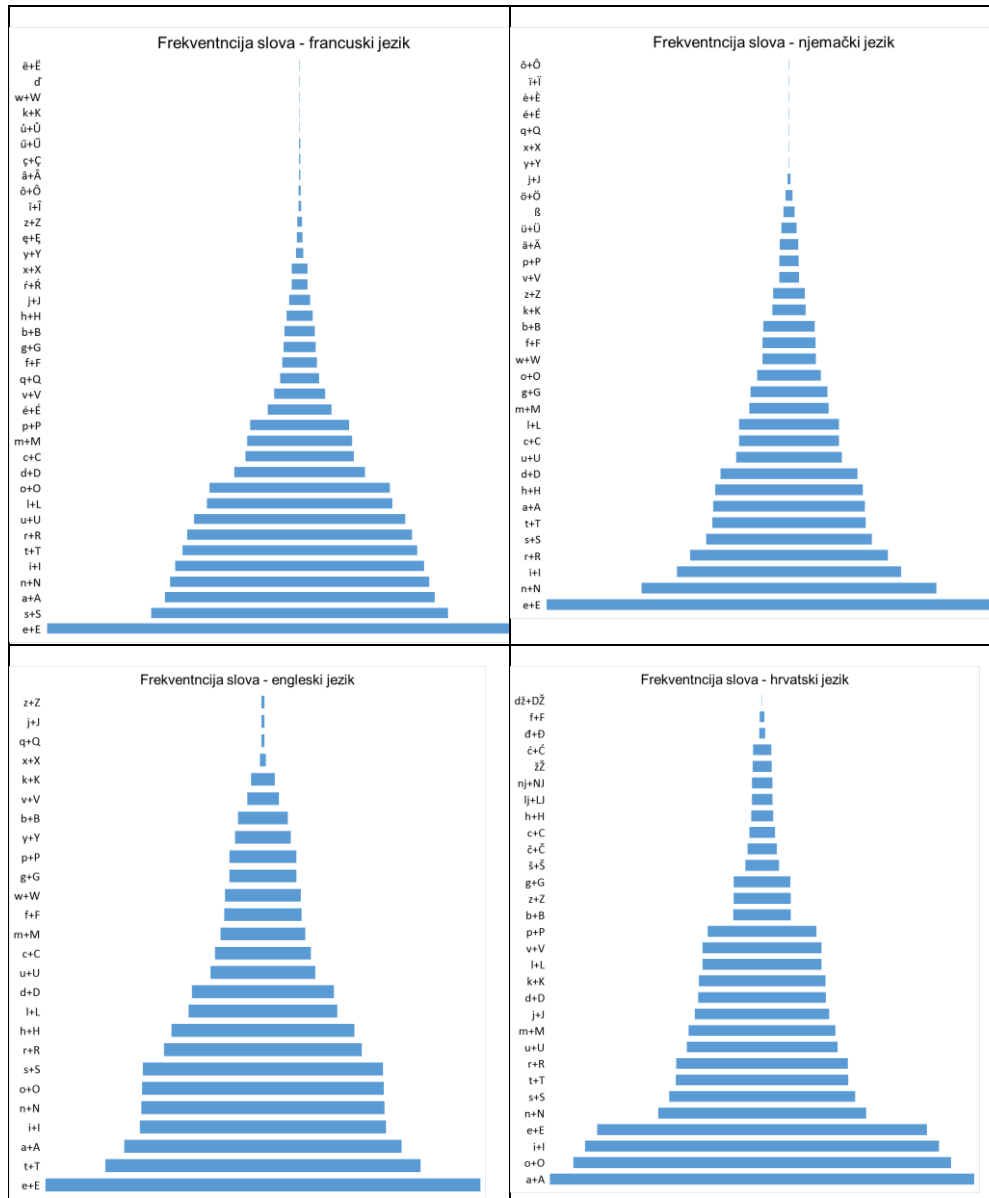 Frekventncija slova - francuski jezik
ë+Ë
ď
w+W
k+K
ů+Ů
ű+Ű
ç+Ç
â+Â
ô+Ô
î+Î
z+Z
ę+Ę
y+Y
x+X
ŕ+Ŕ
j+J
h+H
b+B
g+G
f+F
q+Q
v+V
é+É
p+P
m+M
c+C
d+D
o+O
l+L
u+U
r+R
t+T
i+I
n+N
a+A
s+S
e+E
Frekventncija slova - njemački jezik
ô+Ô
ï+Ï
è+È
é+É
q+Q
x+X
y+Y
j+J
ö+Ö
ß
ü+Ü
ä+Ä
p+P
v+V
z+Z
k+K
b+B
f+F
w+W
o+O
g+G
m+M
l+L
c+C
u+U
d+D
h+H
a+A
t+T
s+S
r+R
i+I
n+N
e+E
Frekventncija slova - engleski jezik
z+Z
j+J
q+Q
x+X
k+K
v+V
b+B
y+Y
p+P
g+G
w+W
f+F
m+M
c+C
u+U
d+D
l+L
h+H
r+R
s+S
o+O
n+N
i+I
a+A
t+T
e+E
Frekventncija slova - hrvatski jezik
dž+DŽ
f+F
đ+Đ
ć+Ć
žŽ
nj+NJ
lj+LJ
h+H
c+C
č+Č
š+Š
g+G
z+Z
b+B
p+P
v+V
l+L
k+K
d+D
j+J
m+M
u+U
r+R
t+T
s+S
n+N
e+E
i+I
o+O
a+A